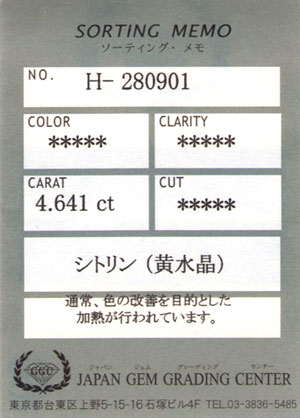 SORTING MEMO
ソーティング・メモ
NO.
H- 280901
COLOR
*****
CLARITY
*****
CARAT
4.641 ct
CUT
*****
シトリン (黄水晶)
通常、色の改善を目的とした
加熱が行われています。
GGC
ジャパン ジェム グレーディング センター
JAPAN GEM GRADING CENTER
東京都台東区上野5-15-16 石塚ビル4F TEL.03-3836-5485